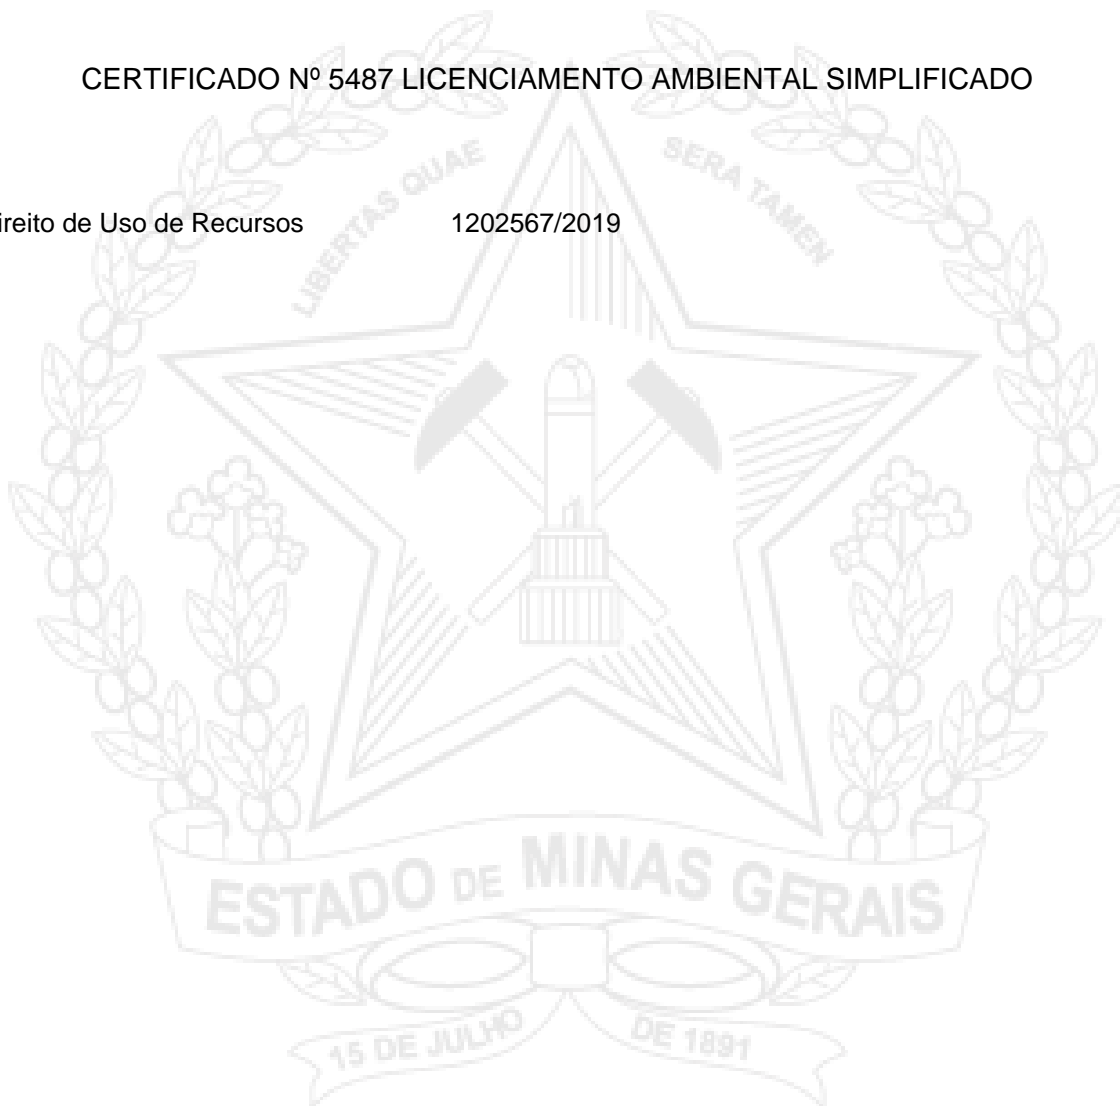 CERTIFICADO Nº 5487 LICENCIAMENTO AMBIENTAL SIMPLIFICADO
LIBERTAS QUAE SERA TAMEN
ireito de Uso de Recursos 1202567/2019
ESTADO DE MINAS GERAIS
15 DE JULHO DE 1891